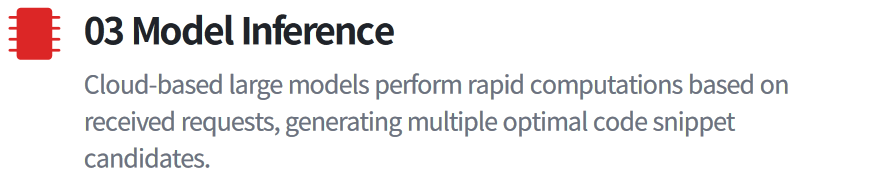 03 Model Inference
Cloud-based large models perform rapid computations based on
received requests, generating multiple optimal code snippet
candidates.